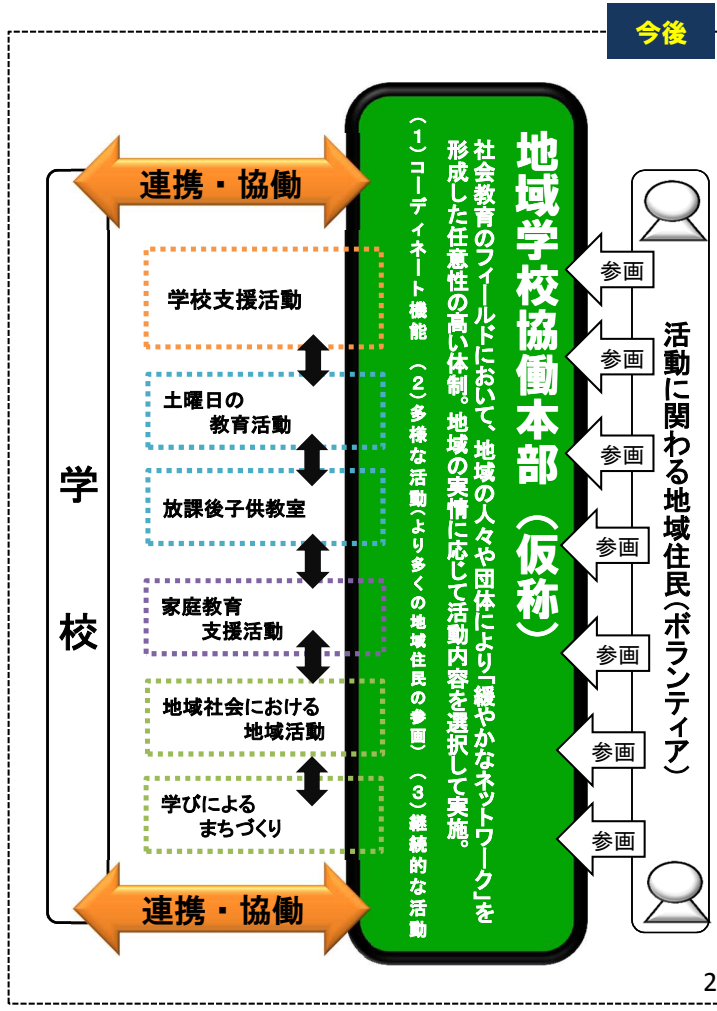 今後
地域学校協働本部（仮称）
社会教育のフィールドにおいて、地域の人々や団体により「緩やかなネットワーク」を
形成した任意性の高い体制。地域の実情に応じて活動内容を選択して実施。
（１）コーディネート機能　（２）多様な活動（より多くの地域住民の参画）　（３）継続的な活動
連携・協働
学校支援活動
土曜日の
教育活動
放課後子供教室
家庭教育
支援活動
地域社会における
地域活動
学びによる
まちづくり
連携・協働
学校
参画
参画
参画
参画
参画
参画
参画
活動に関わる地域住民（ボランティア）
2